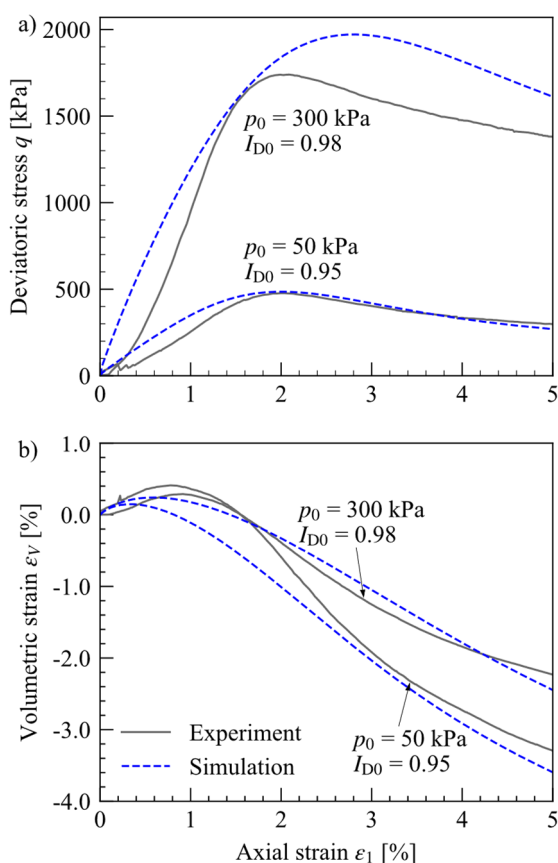 a)
2000
1500
1000
500
0
Deviatoric stress q [kPa]
p0 = 300 kPa
ID0 = 0.98
p0 = 50 kPa
ID0 = 0.95
0 1 2 3 4 5
b)
1.0
0.0
-1.0
-2.0
-3.0
-4.0
Volumetric strain εV [%]
p0 = 300 kPa
ID0 = 0.98
Experiment
Simulation
p0 = 50 kPa
ID0 = 0.95
0 1 2 3 4 5
Axial strain ε1 [%]